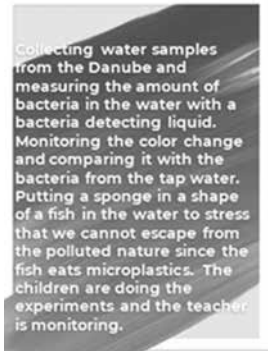 Collecting water samples
from the Danube and
measuring the amount of
bacteria in the water with a
bacteria detecting liquid.
Monitoring the color change
and comparing it with the
bacteria from the tap water.
Putting a sponge in a shape
of a fish in the water to stress
that we cannot escape from
the polluted nature since the
fish eats microplastics. The
children are doing the
experiments and the teacher
is monitoring.